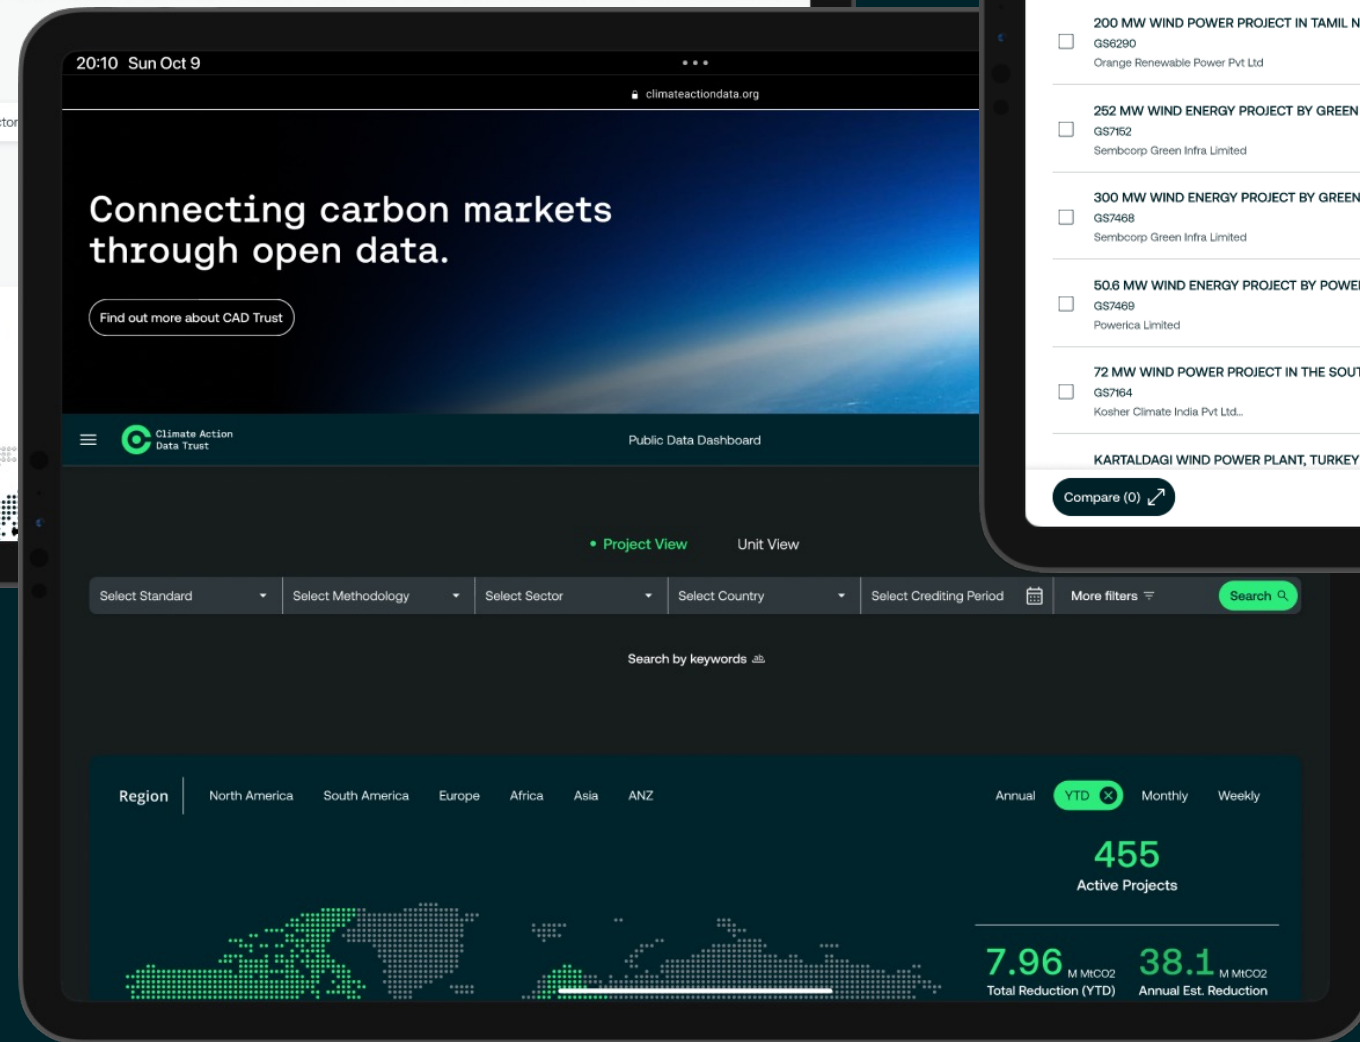 ctor
20:10 Sun Oct 9
climateactiondata.org
Connecting carbon markets
through open data.
Find out more about CAD Trust
Climate Action
Data Trust
Public Data Dashboard
Project View
Unit View
Select Standard
Select Methodology
Select Sector
Select Country
Select Crediting Period
More filters
Search
Search by keywords ab
Region
North America
South America
Europe
Africa
Asia
ANZ
Annual
YTD
Monthly
Weekly
455
Active Projects
7.96 M MtCO2
Total Reduction (YTD)
38.1 M MtCO2
Annual Est. Reduction
200 MW WIND POWER PROJECT IN TAMIL N
GS6290
Orange Renewable Power Pvt Ltd
252 MW WIND ENERGY PROJECT BY GREEN
GS7152
Sembcorp Green Infra Limited
300 MW WIND ENERGY PROJECT BY GREEN
GS7468
Sembcorp Green Infra Limited
50.6 MW WIND ENERGY PROJECT BY POWE
GS7469
Powerica Limited
72 MW WIND POWER PROJECT IN THE SOUT
GS7164
Kosher Climate India Pvt Ltd...
KARTALDAGI WIND POWER PLANT, TURKEY
Compare (0)